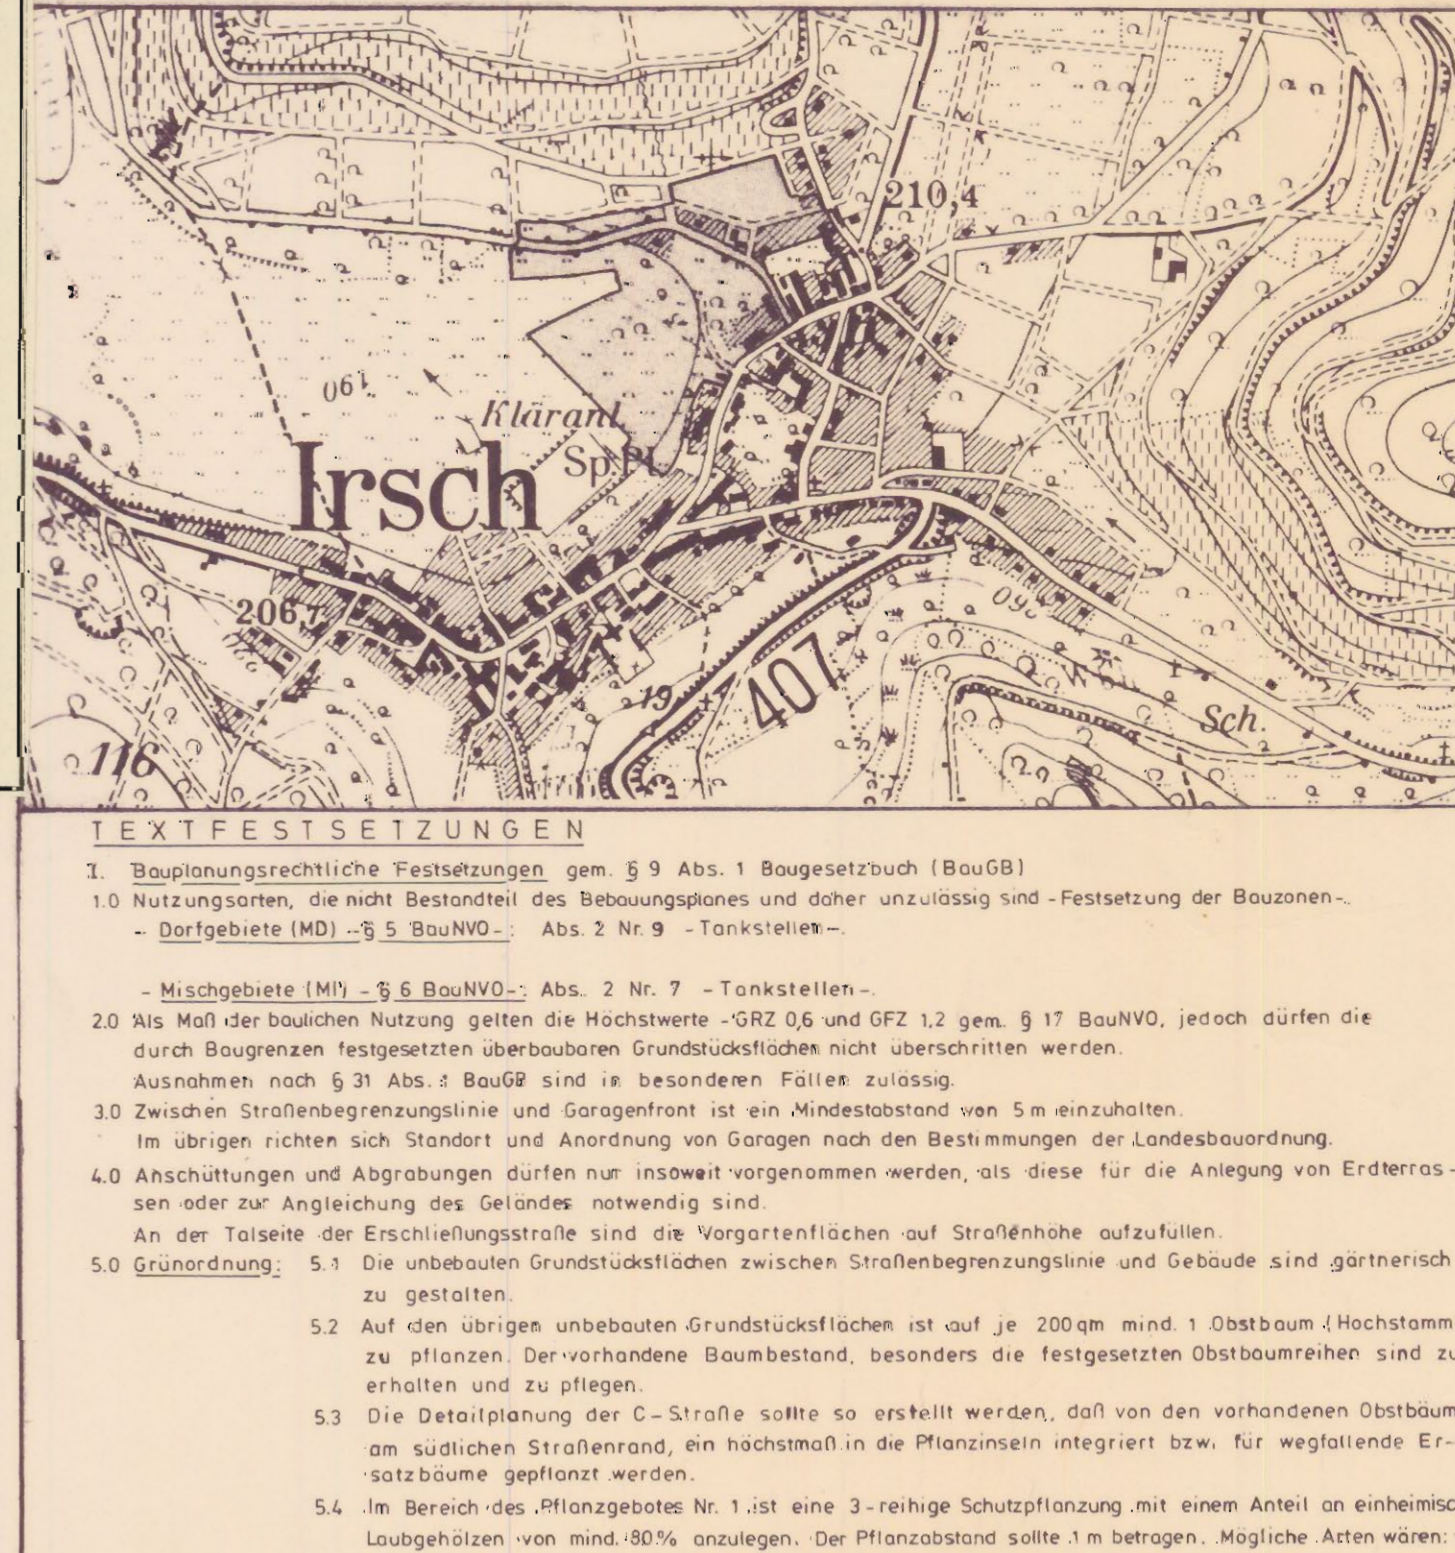 210,4
190
Kläranl.
Sp.Pl.
Irsch
206,7
407
19
116
Sch.
TEXTFESTSETZUNGEN
1. Bauplanungsrechtliche Festsetzungen gem. § 9 Abs. 1 Baugesetzbuch (BauGB)
1.0 Nutzungsarten, die nicht Bestandteil des Bebauungsplanes und daher unzulässig sind - Festsetzung der Bauzonen -.
- Dorfgebiete (MD) - § 5 BauNVO -: Abs. 2 Nr. 9 - Tankstellen -.
- Mischgebiete (MI) - § 6 BauNVO -: Abs. 2 Nr. 7 - Tankstellen -.
2.0 Als Maß der baulichen Nutzung gelten die Höchstwerte - GRZ 0,6 und GFZ 1,2 gem. § 17 BauNVO, jedoch dürfen die
durch Baugrenzen festgesetzten überbaubaren Grundstücksflächen nicht überschritten werden.
Ausnahmen nach § 31 Abs. 1 BauGB sind in besonderen Fällen zulässig.
3.0 Zwischen Straßenbegrenzungslinie und Garagenfront ist ein Mindestabstand von 5 m einzuhalten.
Im übrigen richten sich Standort und Anordnung von Garagen nach den Bestimmungen der Landesbauordnung.
4.0 Anschüttungen und Abgrabungen dürfen nur insoweit vorgenommen werden, als diese für die Anlegung von Erdterras-
sen oder zur Angleichung des Geländes notwendig sind.
An der Talseite der Erschließungsstraße sind die Vorgartenflächen auf Straßenhöhe aufzufüllen.
5.0 Grünordnung: 5.1 Die unbebauten Grundstücksflächen zwischen Straßenbegrenzungslinie und Gebäude sind gärtnerisch
zu gestalten.
5.2 Auf den übrigen unbebauten Grundstücksflächen ist auf je 200 qm mind. 1 Obstbaum (Hochstamm
zu pflanzen. Der vorhandene Baumbestand, besonders die festgesetzten Obstbaumreihen sind zu
erhalten und zu pflegen.
5.3 Die Detailplanung der C-Straße sollte so erstellt werden, daß von den vorhandenen Obstbäum
am südlichen Straßenrand, ein höchstmaß in die Pflanzinseln integriert bzw. für wegfallende Er-
satzbäume gepflanzt werden.
5.4 Im Bereich des Pflanzgebotes Nr. 1 ist eine 3-reihige Schutzpflanzung mit einem Anteil an einheimisc
Laubgehölzen von mind. 80 % anzulegen. Der Pflanzabstand sollte 1 m betragen. Mögliche Arten wären: